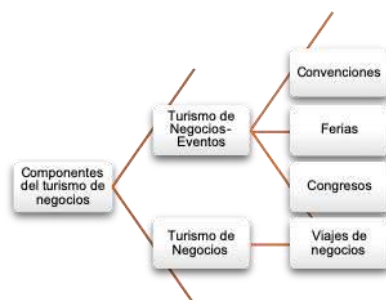 Convenciones
Turismo de
Negocios-
Eventos
Ferias
Componentes
del turismo de
negocios
Congresos
Turismo de
Negocios
Viajes de
negocios